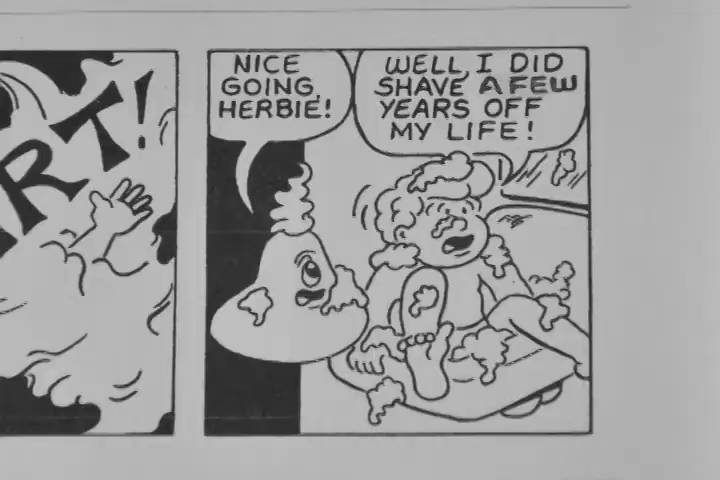 RT!
NICE
GOING,
HERBIE!
WELL, I DID
SHAVE A FEW
YEARS OFF
MY LIFE!